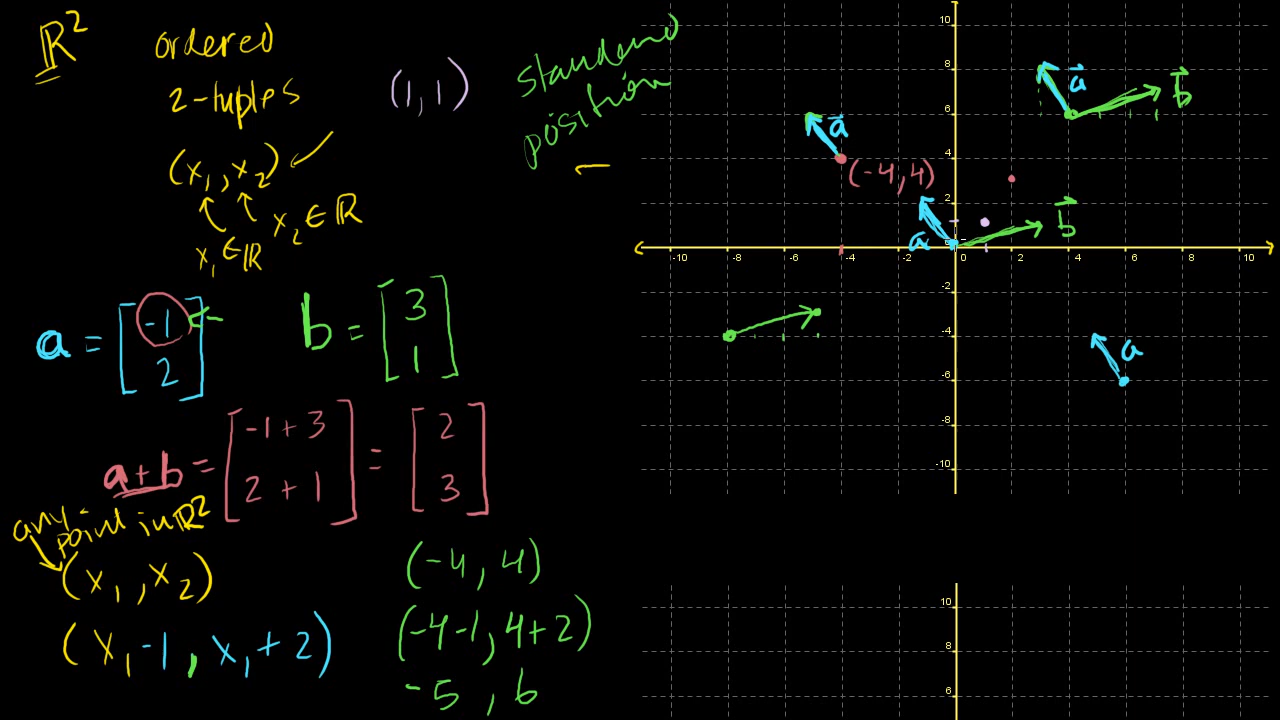 ℝ² ordered
2-tuples
(x₁, x₂) ✓
x₁ ∈ ℝ x₂ ∈ ℝ
(1, 1)
standard
position
a = [-1 2] b = [3 1]
a+b = [-1+3 2+1] = [2 3]
any
point in ℝ²
(x₁, x₂)
(x₁-1, x₁+2)
(-4, 4)
(-4-1, 4+2)
-5, 6
10
8
6
4
2
-2
-4
-6
-8
-10
-10 -8 -6 -4 -2 0 2 4 6 8 10
a⃗
b⃗
a⃗
(-4, 4)
b⃗
a
a
10
8
6